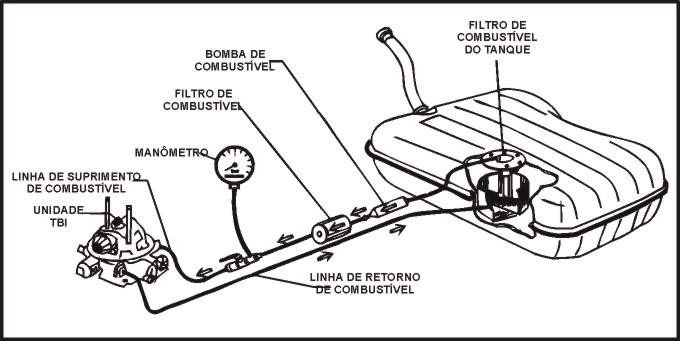 FILTRO DE
COMBUSTÍVEL
DO TANQUE
BOMBA DE
COMBUSTÍVEL
FILTRO DE
COMBUSTÍVEL
MANÔMETRO
LINHA DE SUPRIMENTO
DE COMBUSTÍVEL
UNIDADE
TBI
LINHA DE RETORNO
DE COMBUSTÍVEL